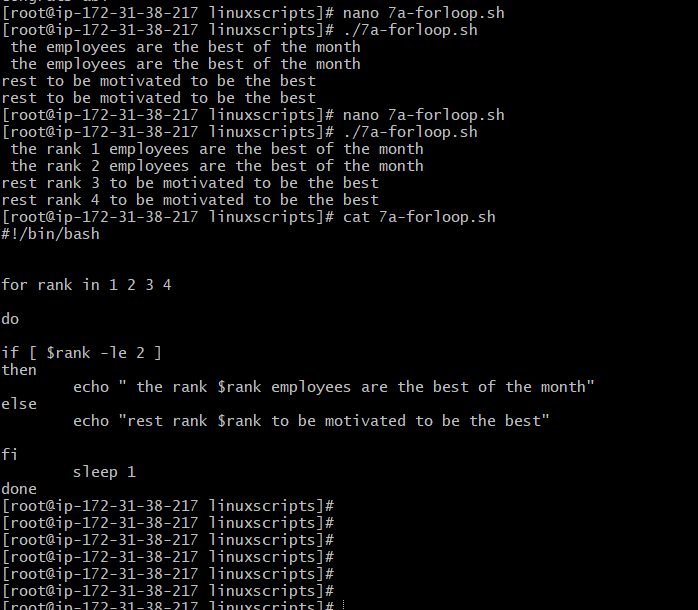 [root@ip-172-31-38-217 linuxscripts]# nano 7a-forloop.sh
[root@ip-172-31-38-217 linuxscripts]# ./7a-forloop.sh
 the employees are the best of the month
 the employees are the best of the month
rest to be motivated to be the best
rest to be motivated to be the best
[root@ip-172-31-38-217 linuxscripts]# nano 7a-forloop.sh
[root@ip-172-31-38-217 linuxscripts]# ./7a-forloop.sh
 the rank 1 employees are the best of the month
 the rank 2 employees are the best of the month
rest rank 3 to be motivated to be the best
rest rank 4 to be motivated to be the best
[root@ip-172-31-38-217 linuxscripts]# cat 7a-forloop.sh
#!/bin/bash
for rank in 1 2 3 4
do
if [ $rank -le 2 ]
then
        echo " the rank $rank employees are the best of the month"
else
        echo "rest rank $rank to be motivated to be the best"
fi
        sleep 1
done
[root@ip-172-31-38-217 linuxscripts]#
[root@ip-172-31-38-217 linuxscripts]#
[root@ip-172-31-38-217 linuxscripts]#
[root@ip-172-31-38-217 linuxscripts]#
[root@ip-172-31-38-217 linuxscripts]#
[root@ip-172-31-38-217 linuxscripts]#
[root@ip-172-31-38-217 linuxscripts]#